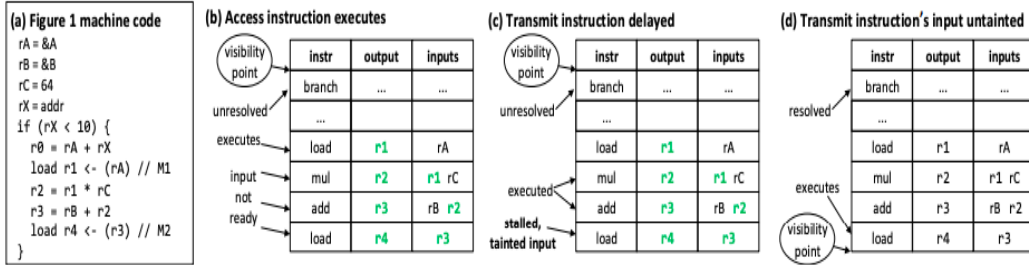 (a) Figure 1 machine code
rA = &A
rB = &B
rC = 64
rX = addr
if (rX < 10) {
r0 = rA + rX
load r1 <- (rA) // M1
r2 = r1 * rC
r3 = rB + r2
load r4 <- (r3) // M2
}
(b) Access instruction executes
visibility point
unresolved
executes
input not ready
instr output inputs
branch ... ...
...
load r1 rA
mul r2 r1 rC
add r3 rB r2
load r4 r3
(c) Transmit instruction delayed
visibility point
unresolved
executed
stalled, tainted input
instr output inputs
branch ... ...
...
load r1 rA
mul r2 r1 rC
add r3 rB r2
load r4 r3
(d) Transmit instruction's input untainted
resolved
executes
visibility point
instr output inputs
branch ... ...
...
load r1 rA
mul r2 r1 rC
add r3 rB r2
load r4 r3